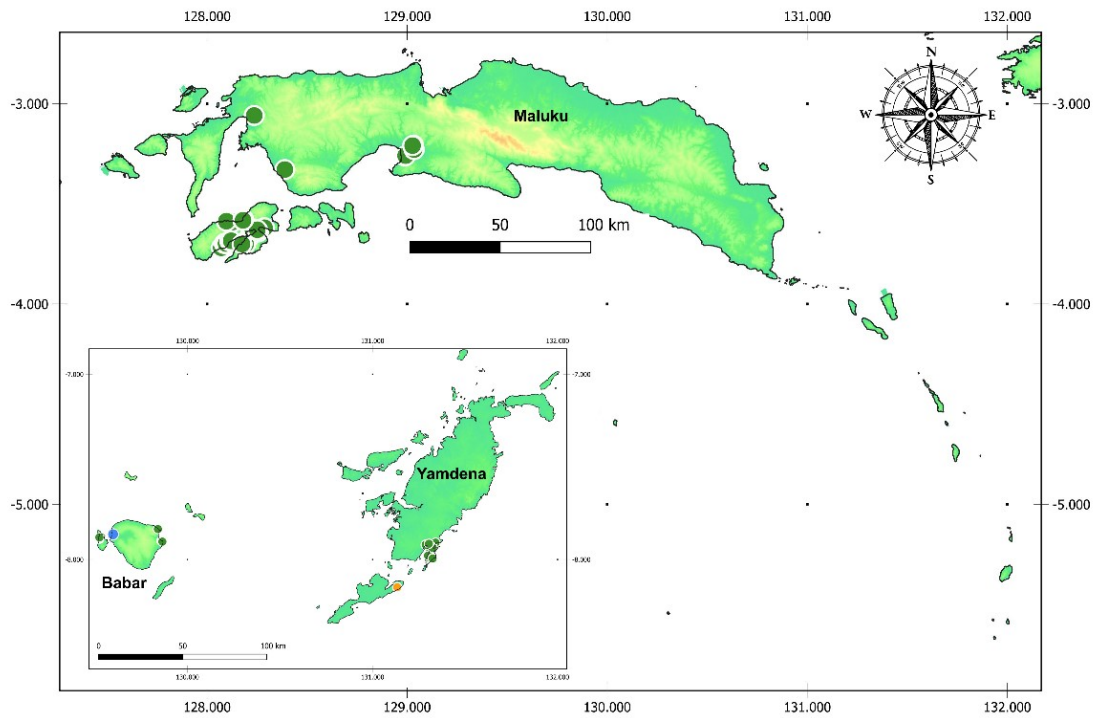 128.000 129.000 130.000 131.000 132.000
N
W E
S
-3.000 Maluku -3.000
0 50 100 km
-4.000 -4.000
130.000 131.000 132.000
-7.000 -7.000
Yamdena
-5.000 -5.000
-8.000 -8.000
Babar
0 50 100 km
130.000 131.000 132.000
128.000 129.000 130.000 131.000 132.000